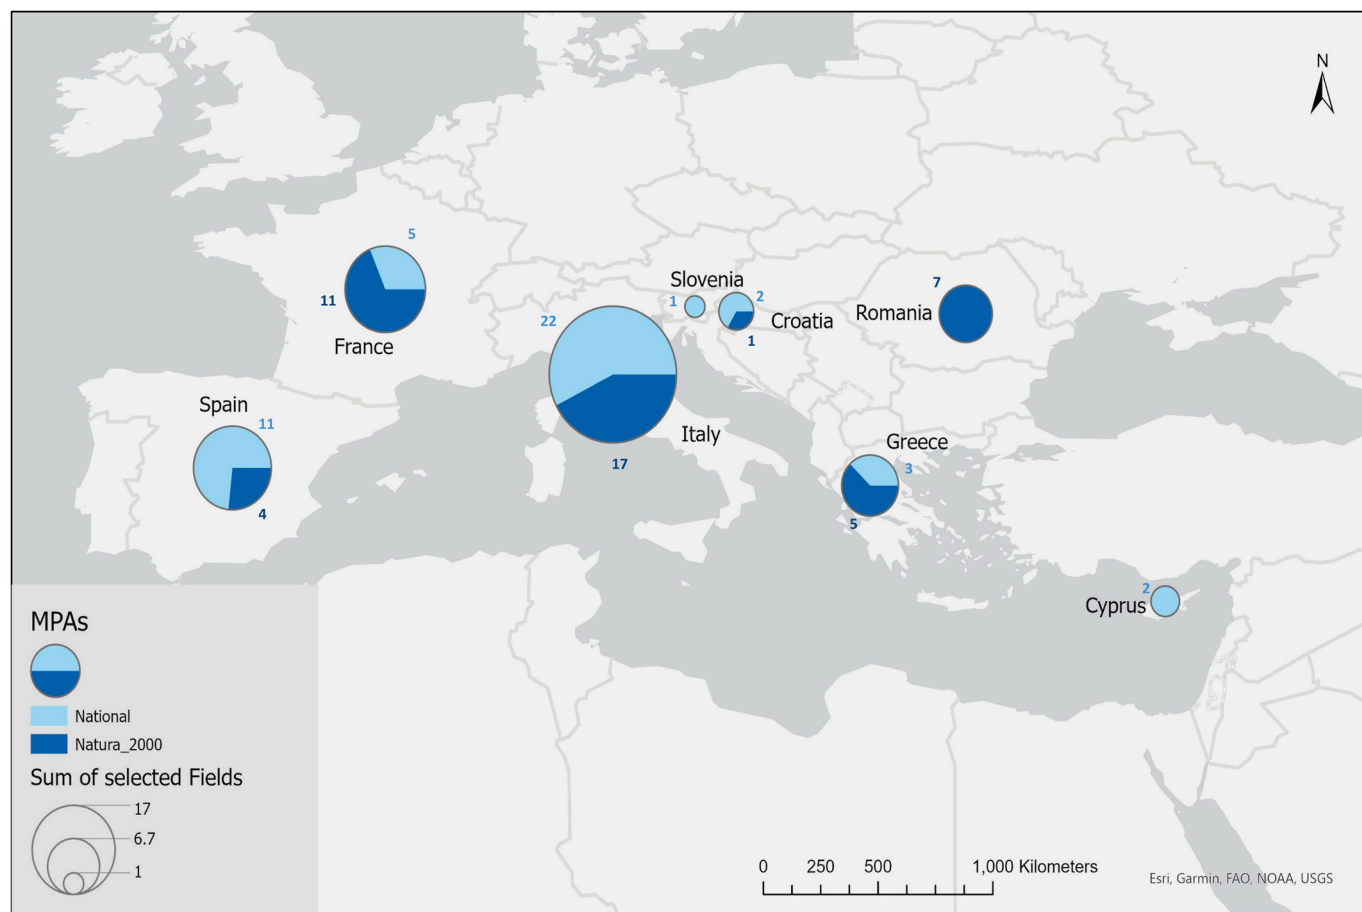 N
5
11
France
Slovenia
1
2
Croatia
1
7
Romania
22
Italy
17
Spain
11
4
Greece
3
5
2
Cyprus
MPAs
National
Natura_2000
Sum of selected Fields
17
6.7
1
0 250 500 1,000 Kilometers
Esri, Garmin, FAO, NOAA, USGS